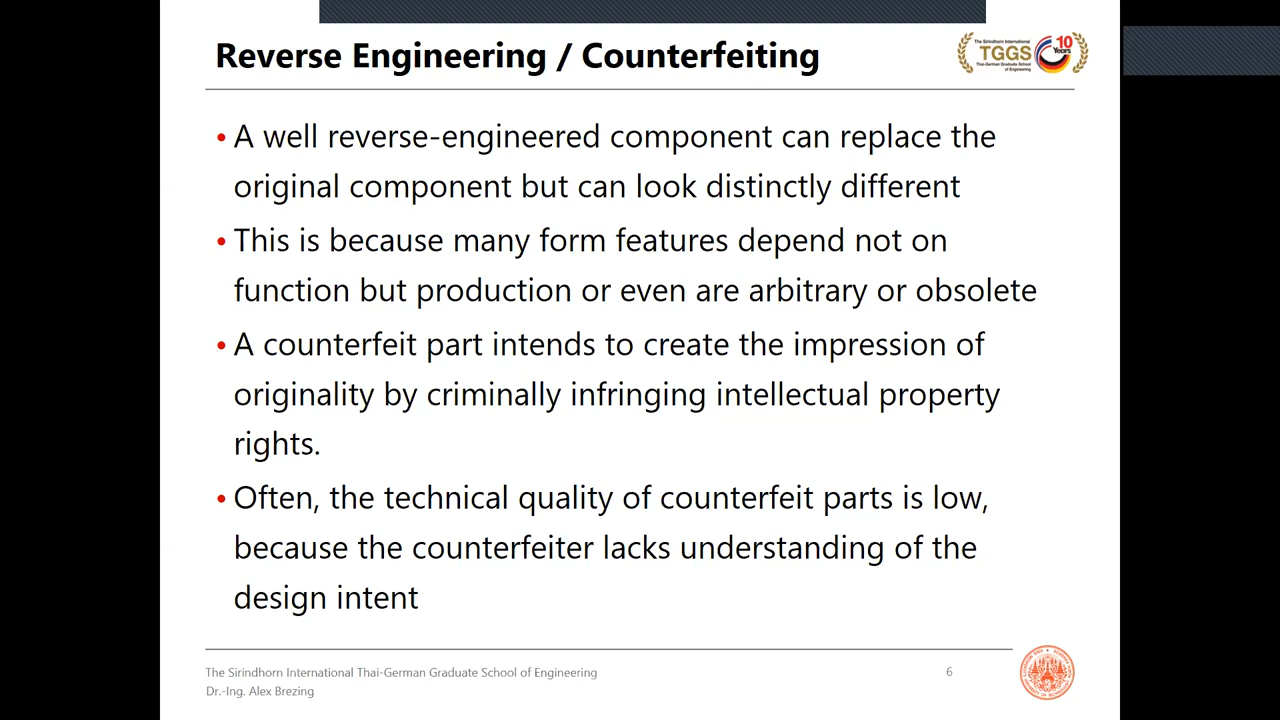 Reverse Engineering / Counterfeiting
The Sirindhorn International
TGGS
Thai-German Graduate School
of Engineering
10
Years
• A well reverse-engineered component can replace the
original component but can look distinctly different
• This is because many form features depend not on
function but production or even are arbitrary or obsolete
• A counterfeit part intends to create the impression of
originality by criminally infringing intellectual property
rights.
• Often, the technical quality of counterfeit parts is low,
because the counterfeiter lacks understanding of the
design intent
The Sirindhorn International Thai-German Graduate School of Engineering
Dr.-Ing. Alex Brezing
6